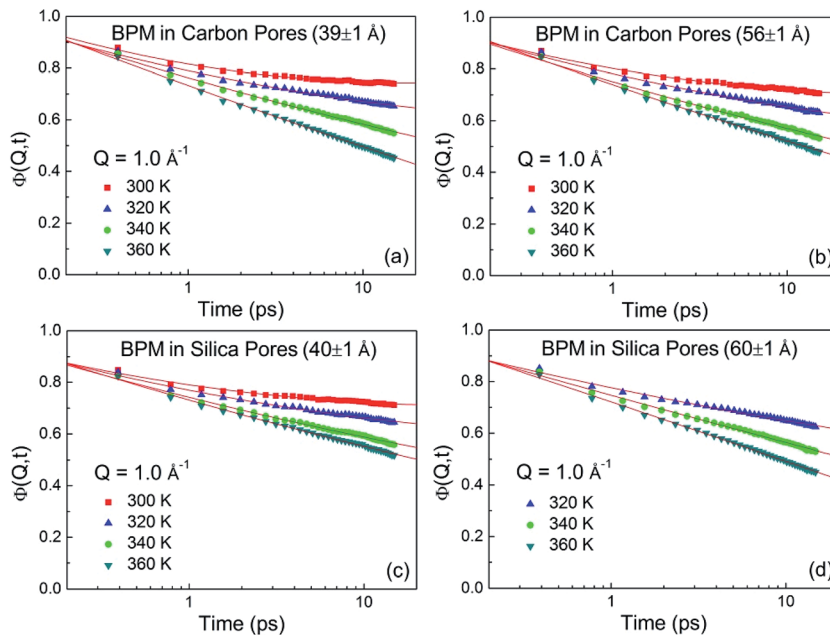 BPM in Carbon Pores (39±1 Å)
1.0
0.8
0.6
0.4
0.2
0.0
Φ(Q,t)
Q = 1.0 Å⁻¹
300 K
320 K
340 K
360 K
(a)
1
10
Time (ps)
BPM in Carbon Pores (56±1 Å)
1.0
0.8
0.6
0.4
0.2
0.0
Φ(Q,t)
Q = 1.0 Å⁻¹
300 K
320 K
340 K
360 K
(b)
1
10
Time (ps)
BPM in Silica Pores (40±1 Å)
1.0
0.8
0.6
0.4
0.2
0.0
Φ(Q,t)
Q = 1.0 Å⁻¹
300 K
320 K
340 K
360 K
(c)
1
10
Time (ps)
BPM in Silica Pores (60±1 Å)
1.0
0.8
0.6
0.4
0.2
0.0
Φ(Q,t)
Q = 1.0 Å⁻¹
320 K
340 K
360 K
(d)
1
10
Time (ps)